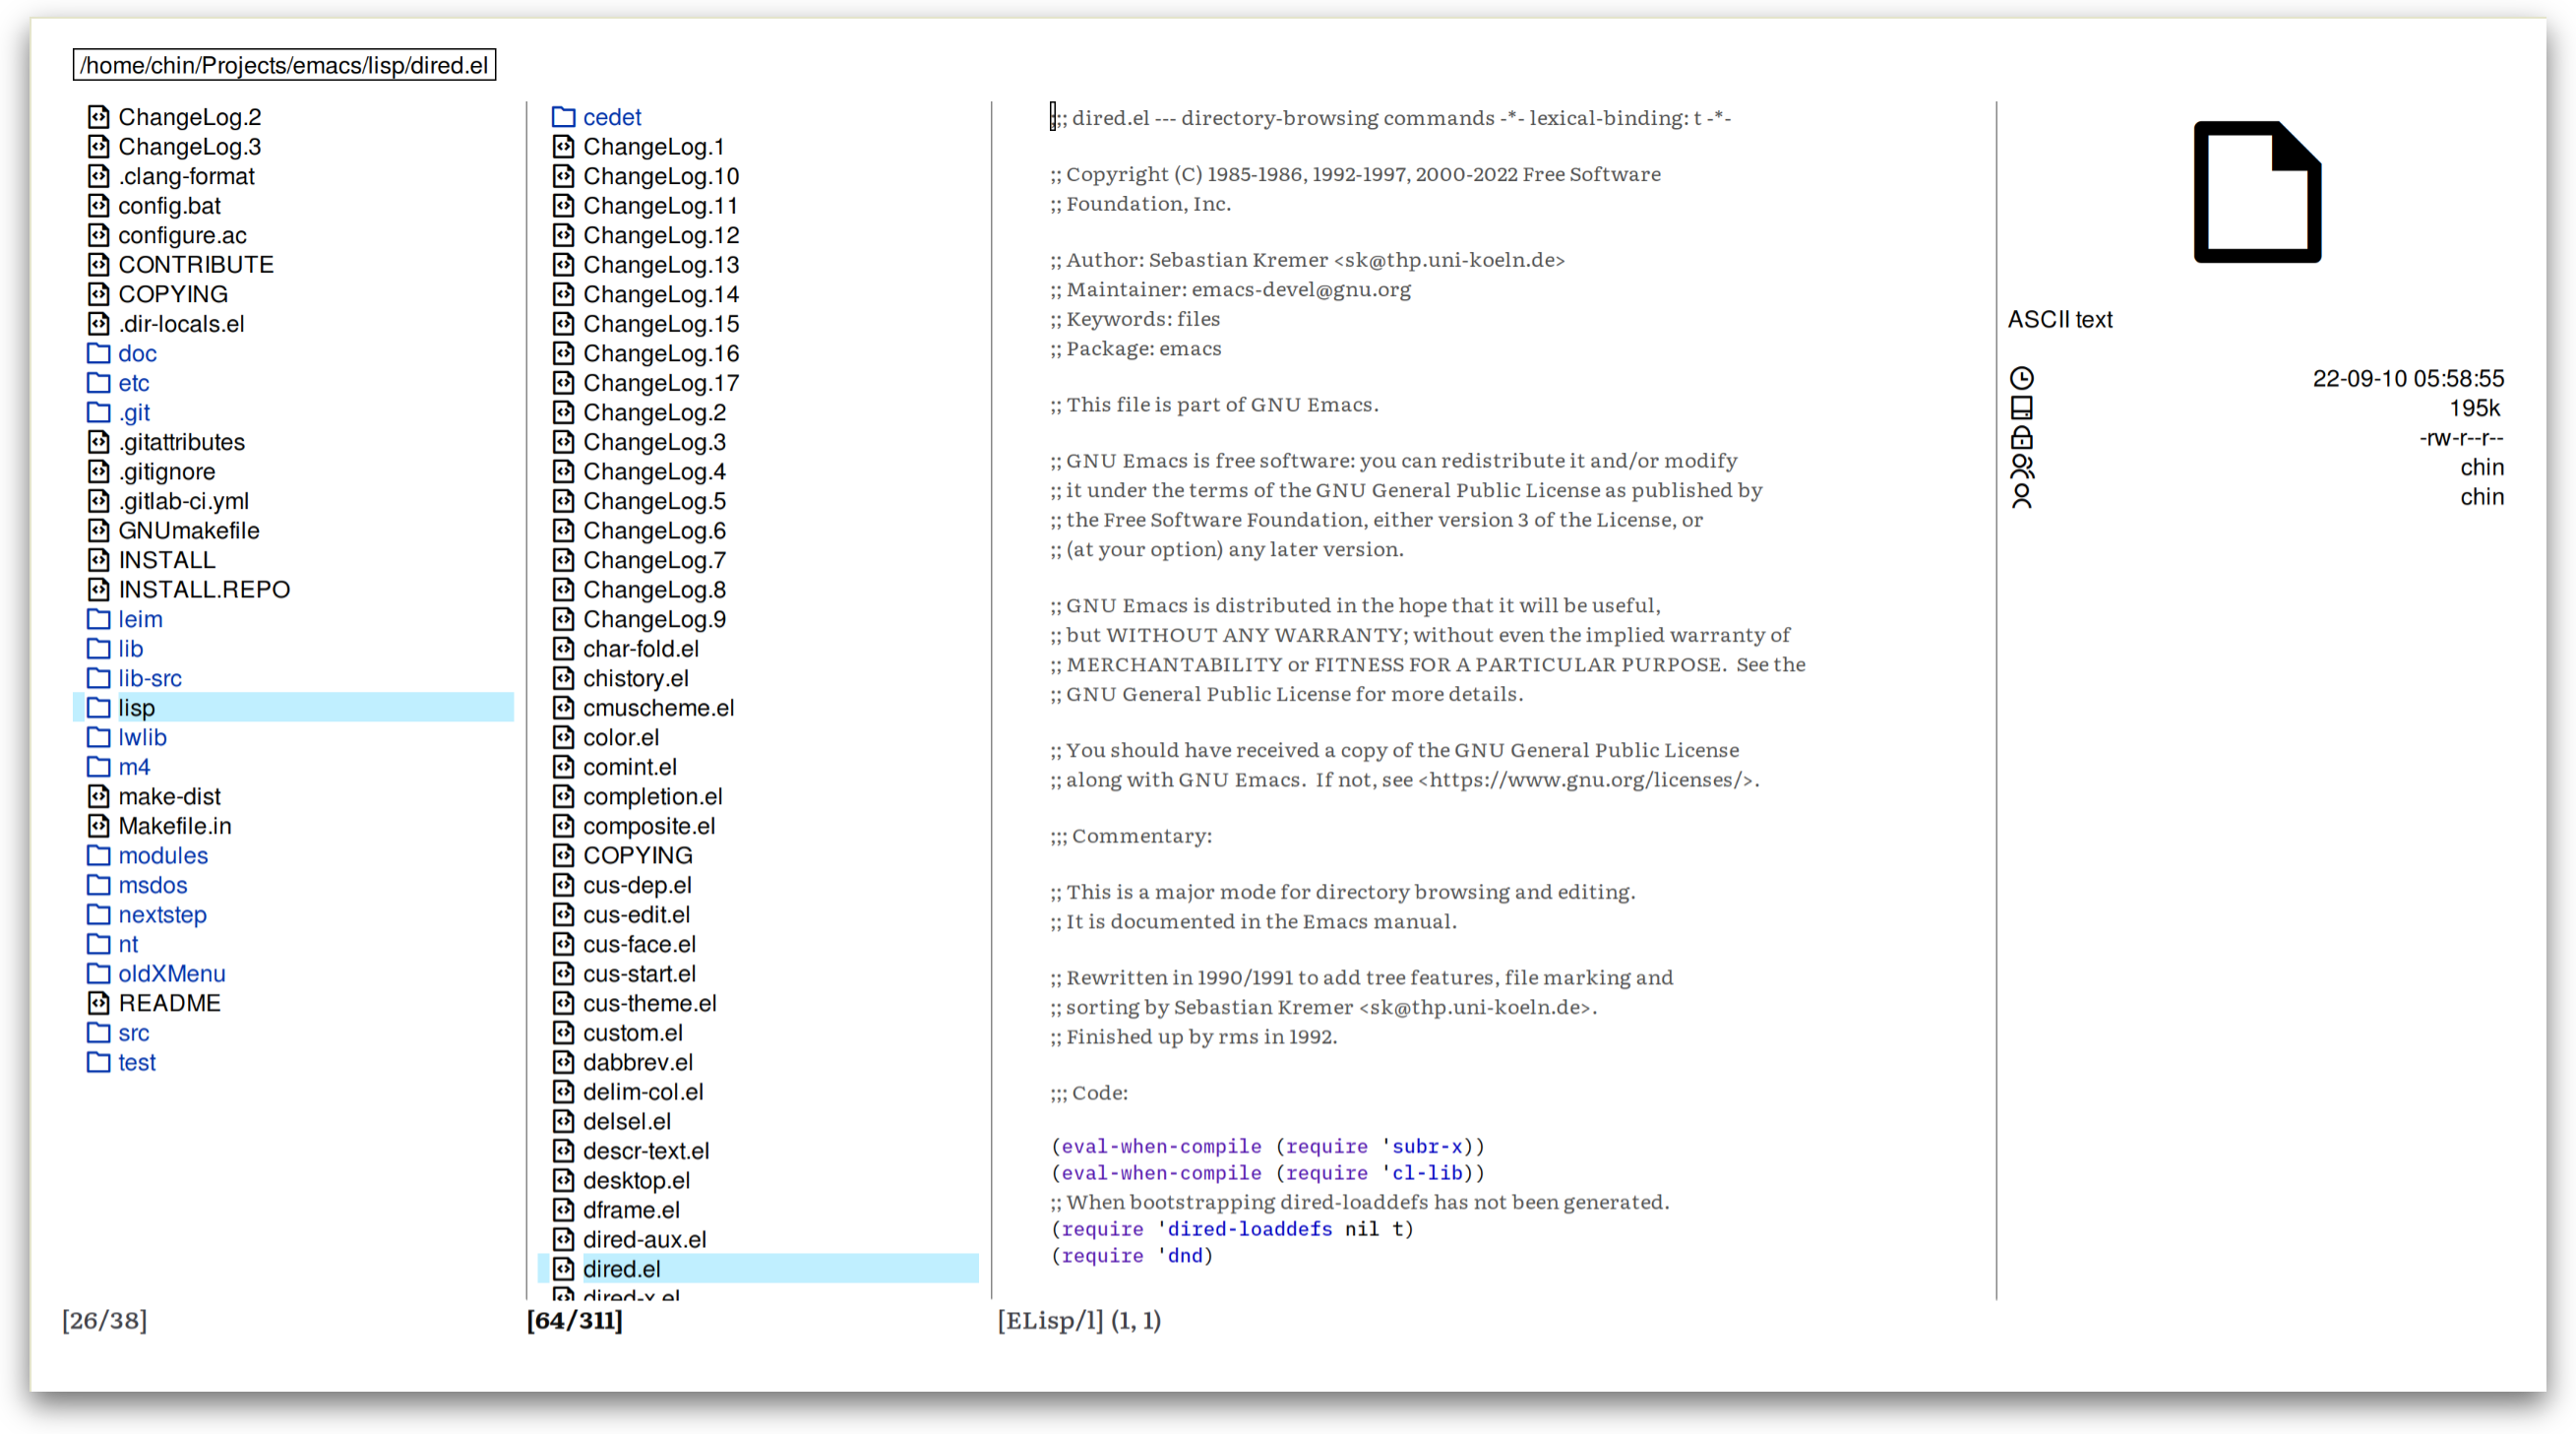 /home/chin/Projects/emacs/lisp/dired.el
ChangeLog.2
ChangeLog.3
.clang-format
config.bat
configure.ac
CONTRIBUTE
COPYING
.dir-locals.el
doc
etc
.git
.gitattributes
.gitignore
.gitlab-ci.yml
GNUmakefile
INSTALL
INSTALL.REPO
leim
lib
lib-src
lisp
lwlib
m4
make-dist
Makefile.in
modules
msdos
nextstep
nt
oldXMenu
README
src
test
[26/38]
cedet
ChangeLog.1
ChangeLog.10
ChangeLog.11
ChangeLog.12
ChangeLog.13
ChangeLog.14
ChangeLog.15
ChangeLog.16
ChangeLog.17
ChangeLog.2
ChangeLog.3
ChangeLog.4
ChangeLog.5
ChangeLog.6
ChangeLog.7
ChangeLog.8
ChangeLog.9
char-fold.el
chistory.el
cmuscheme.el
color.el
comint.el
completion.el
composite.el
COPYING
cus-dep.el
cus-edit.el
cus-face.el
cus-start.el
cus-theme.el
custom.el
dabbrev.el
delim-col.el
delsel.el
descr-text.el
desktop.el
dframe.el
dired-aux.el
dired.el
dired-x.el
[64/311]
;;; dired.el --- directory-browsing commands -*- lexical-binding: t -*-
;; Copyright (C) 1985-1986, 1992-1997, 2000-2022 Free Software
;; Foundation, Inc.
;; Author: Sebastian Kremer <sk@thp.uni-koeln.de>
;; Maintainer: emacs-devel@gnu.org
;; Keywords: files
;; Package: emacs
;; This file is part of GNU Emacs.
;; GNU Emacs is free software: you can redistribute it and/or modify
;; it under the terms of the GNU General Public License as published by
;; the Free Software Foundation, either version 3 of the License, or
;; (at your option) any later version.
;; GNU Emacs is distributed in the hope that it will be useful,
;; but WITHOUT ANY WARRANTY; without even the implied warranty of
;; MERCHANTABILITY or FITNESS FOR A PARTICULAR PURPOSE.  See the
;; GNU General Public License for more details.
;; You should have received a copy of the GNU General Public License
;; along with GNU Emacs.  If not, see <https://www.gnu.org/licenses/>.
;;; Commentary:
;; This is a major mode for directory browsing and editing.
;; It is documented in the Emacs manual.
;; Rewritten in 1990/1991 to add tree features, file marking and
;; sorting by Sebastian Kremer <sk@thp.uni-koeln.de>.
;; Finished up by rms in 1992.
;;; Code:
(eval-when-compile (require 'subr-x))
(eval-when-compile (require 'cl-lib))
;; When bootstrapping dired-loaddefs has not been generated.
(require 'dired-loaddefs nil t)
(require 'dnd)
[ELisp/l] (1, 1)
ASCII text
22-09-10 05:58:55
195k
-rw-r--r--
chin
chin